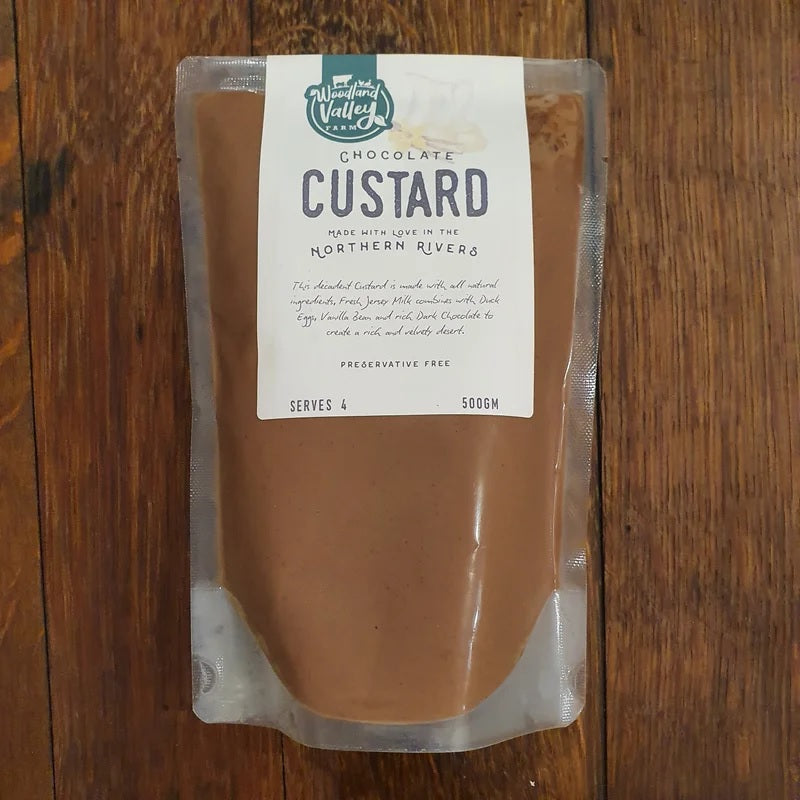 Woodland
Valley
FARM
CHOCOLATE
CUSTARD
MADE WITH LOVE IN THE
NORTHERN RIVERS
This decadent Custard is made with all natural
ingredients, Fresh Jersey Milk combines with Duck
Eggs, Vanilla Bean and rich Dark Chocolate to
create a rich and velvety desert.
PRESERVATIVE FREE
SERVES 4 500GM